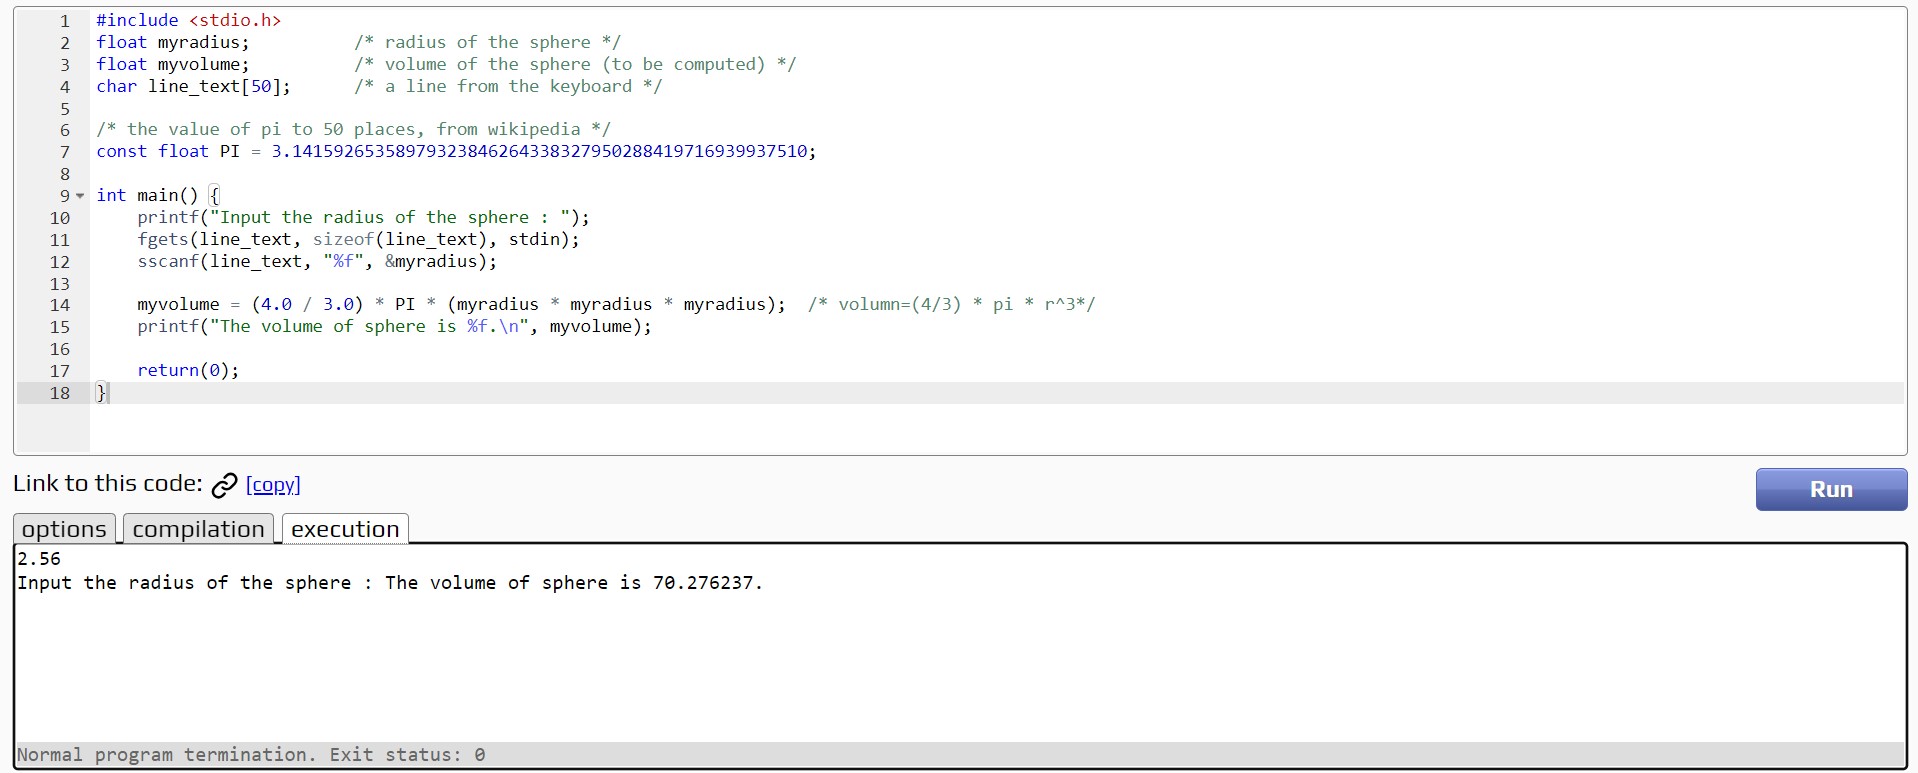 1 #include <stdio.h>
2 float myradius; /* radius of the sphere */
3 float myvolume; /* volume of the sphere (to be computed) */
4 char line_text[50]; /* a line from the keyboard */
5
6 /* the value of pi to 50 places, from wikipedia */
7 const float PI = 3.14159265358979323846264338327950288419716939937510;
8
9 int main() {
10 printf("Input the radius of the sphere : ");
11 fgets(line_text, sizeof(line_text), stdin);
12 sscanf(line_text, "%f", &myradius);
13
14 myvolume = (4.0 / 3.0) * PI * (myradius * myradius * myradius); /* volumn=(4/3) * pi * r^3*/
15 printf("The volume of sphere is %f.\n", myvolume);
16
17 return(0);
18 }
Link to this code: [copy]
Run
options compilation execution
2.56
Input the radius of the sphere : The volume of sphere is 70.276237.
Normal program termination. Exit status: 0